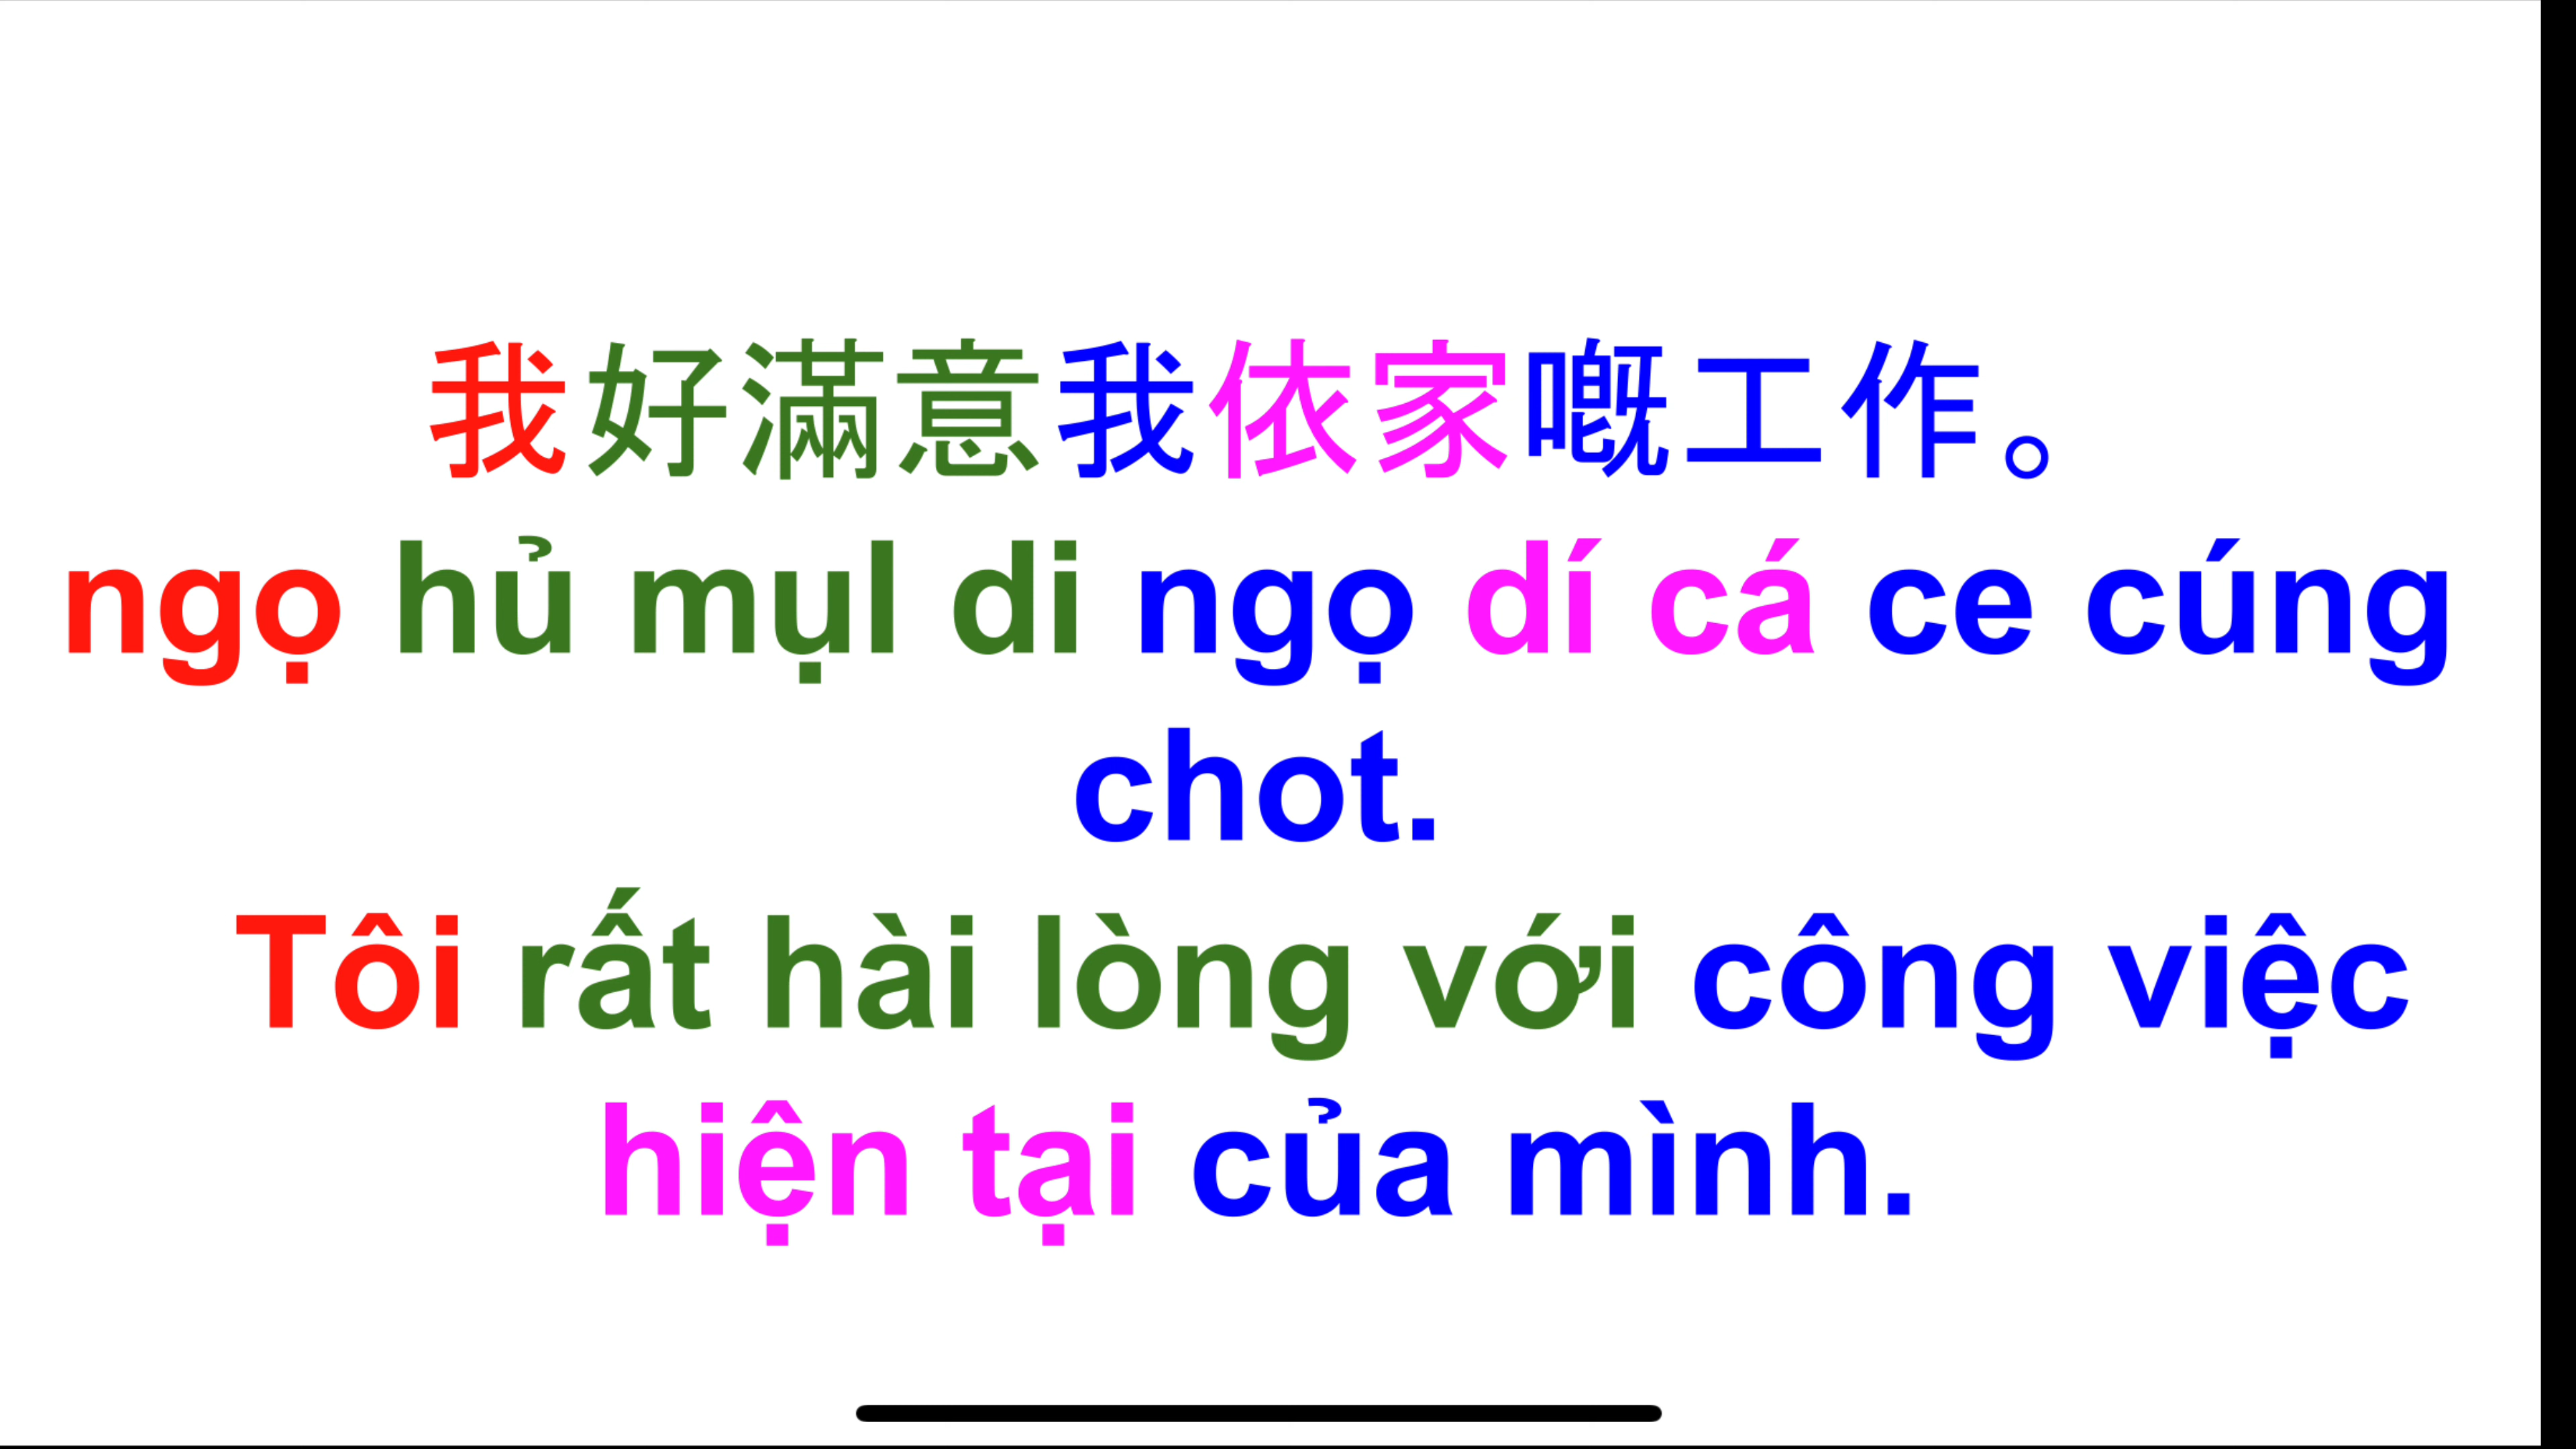 我好滿意我依家嘅工作。
ngọ hủ mụl di ngọ dí cá ce cúng
chot.
Tôi rất hài lòng với công việc
hiện tại của mình.